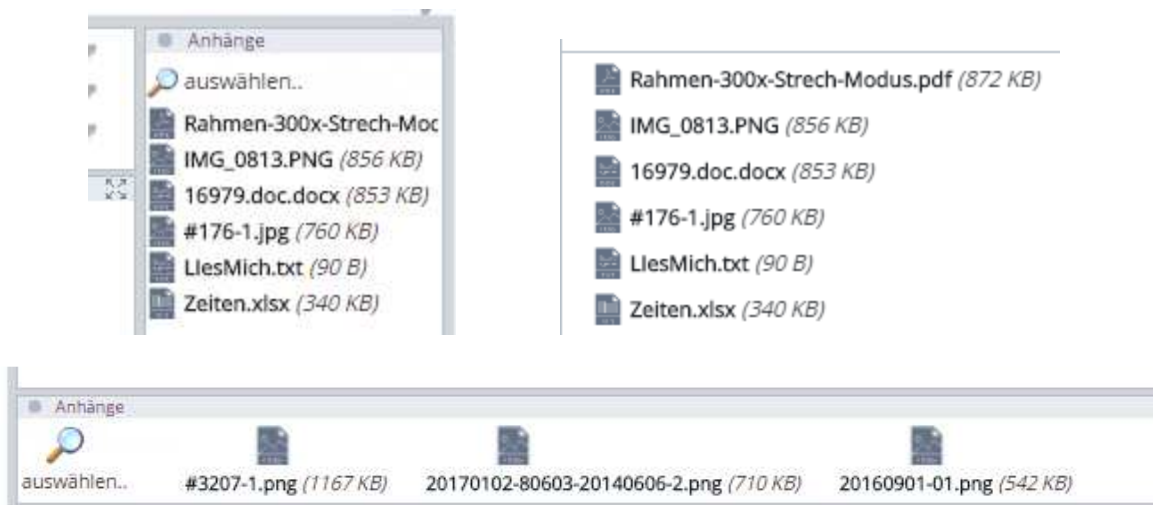 Anhänge
auswählen..
Rahmen-300x-Strech-Moc
IMG_0813.PNG (856 KB)
16979.doc.docx (853 KB)
#176-1.jpg (760 KB)
LIesMich.txt (90 B)
Zeiten.xlsx (340 KB)
Rahmen-300x-Strech-Modus.pdf (872 KB)
IMG_0813.PNG (856 KB)
16979.doc.docx (853 KB)
#176-1.jpg (760 KB)
LIesMich.txt (90 B)
Zeiten.xlsx (340 KB)
Anhänge
auswählen.. #3207-1.png (1167 KB) 20170102-80603-20140606-2.png (710 KB) 20160901-01.png (542 KB)